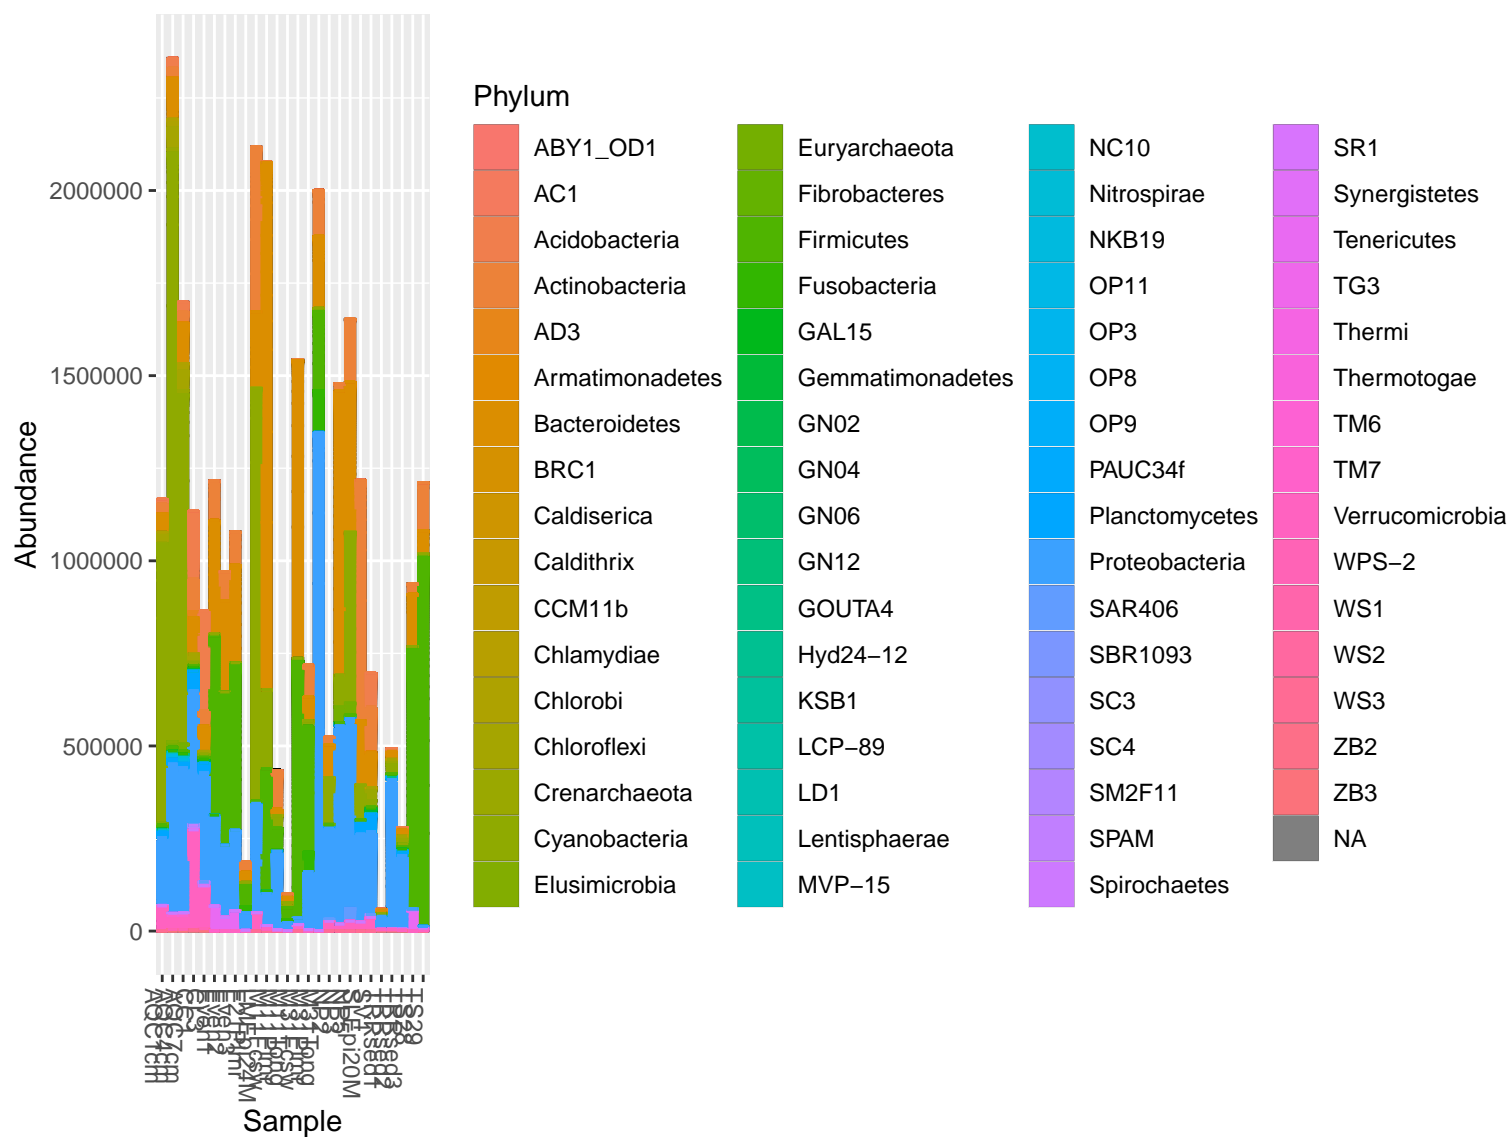 Phylum
ABY1_OD1
AC1
Acidobacteria
Actinobacteria
AD3
Armatimonadetes
Bacteroidetes
BRC1
Caldiserica
Caldithrix
CCM11b
Chlamydiae
Chlorobi
Chloroflexi
Crenarchaeota
Cyanobacteria
Elusimicrobia
Euryarchaeota
Fibrobacteres
Firmicutes
Fusobacteria
GAL15
Gemmatimonadetes
GN02
GN04
GN06
GN12
GOUTA4
Hyd24−12
KSB1
LCP−89
LD1
Lentisphaerae
MVP−15
NC10
Nitrospirae
NKB19
OP11
OP3
OP8
OP9
PAUC34f
Planctomycetes
Proteobacteria
SAR406
SBR1093
SC3
SC4
SM2F11
SPAM
Spirochaetes
SR1
Synergistetes
Tenericutes
TG3
Thermi
Thermotogae
TM6
TM7
Verrucomicrobia
WPS−2
WS1
WS2
WS3
ZB2
ZB3
NA
Abundance
2000000
1500000
1000000
500000
0
AQC1cm
AQC7cm
TS29
Sample